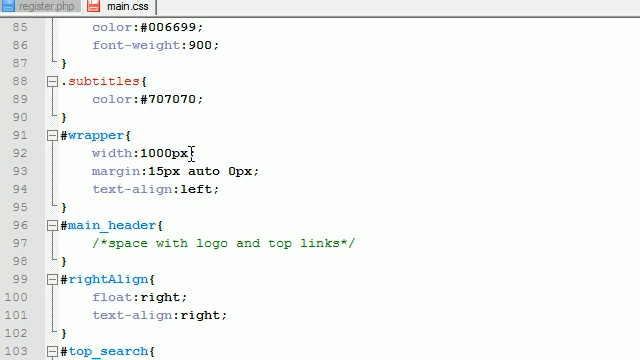 register.php main.css
85 color:#006699;
86 font-weight:900;
87 }
88 .subtitles{
89 color:#707070;
90 }
91 #wrapper{
92 width:1000px;
93 margin:15px auto 0px;
94 text-align:left;
95 }
96 #main_header{
97 /*space with logo and top links*/
98 }
99 #rightAlign{
100 float:right;
101 text-align:right;
102 }
103 #top_search{